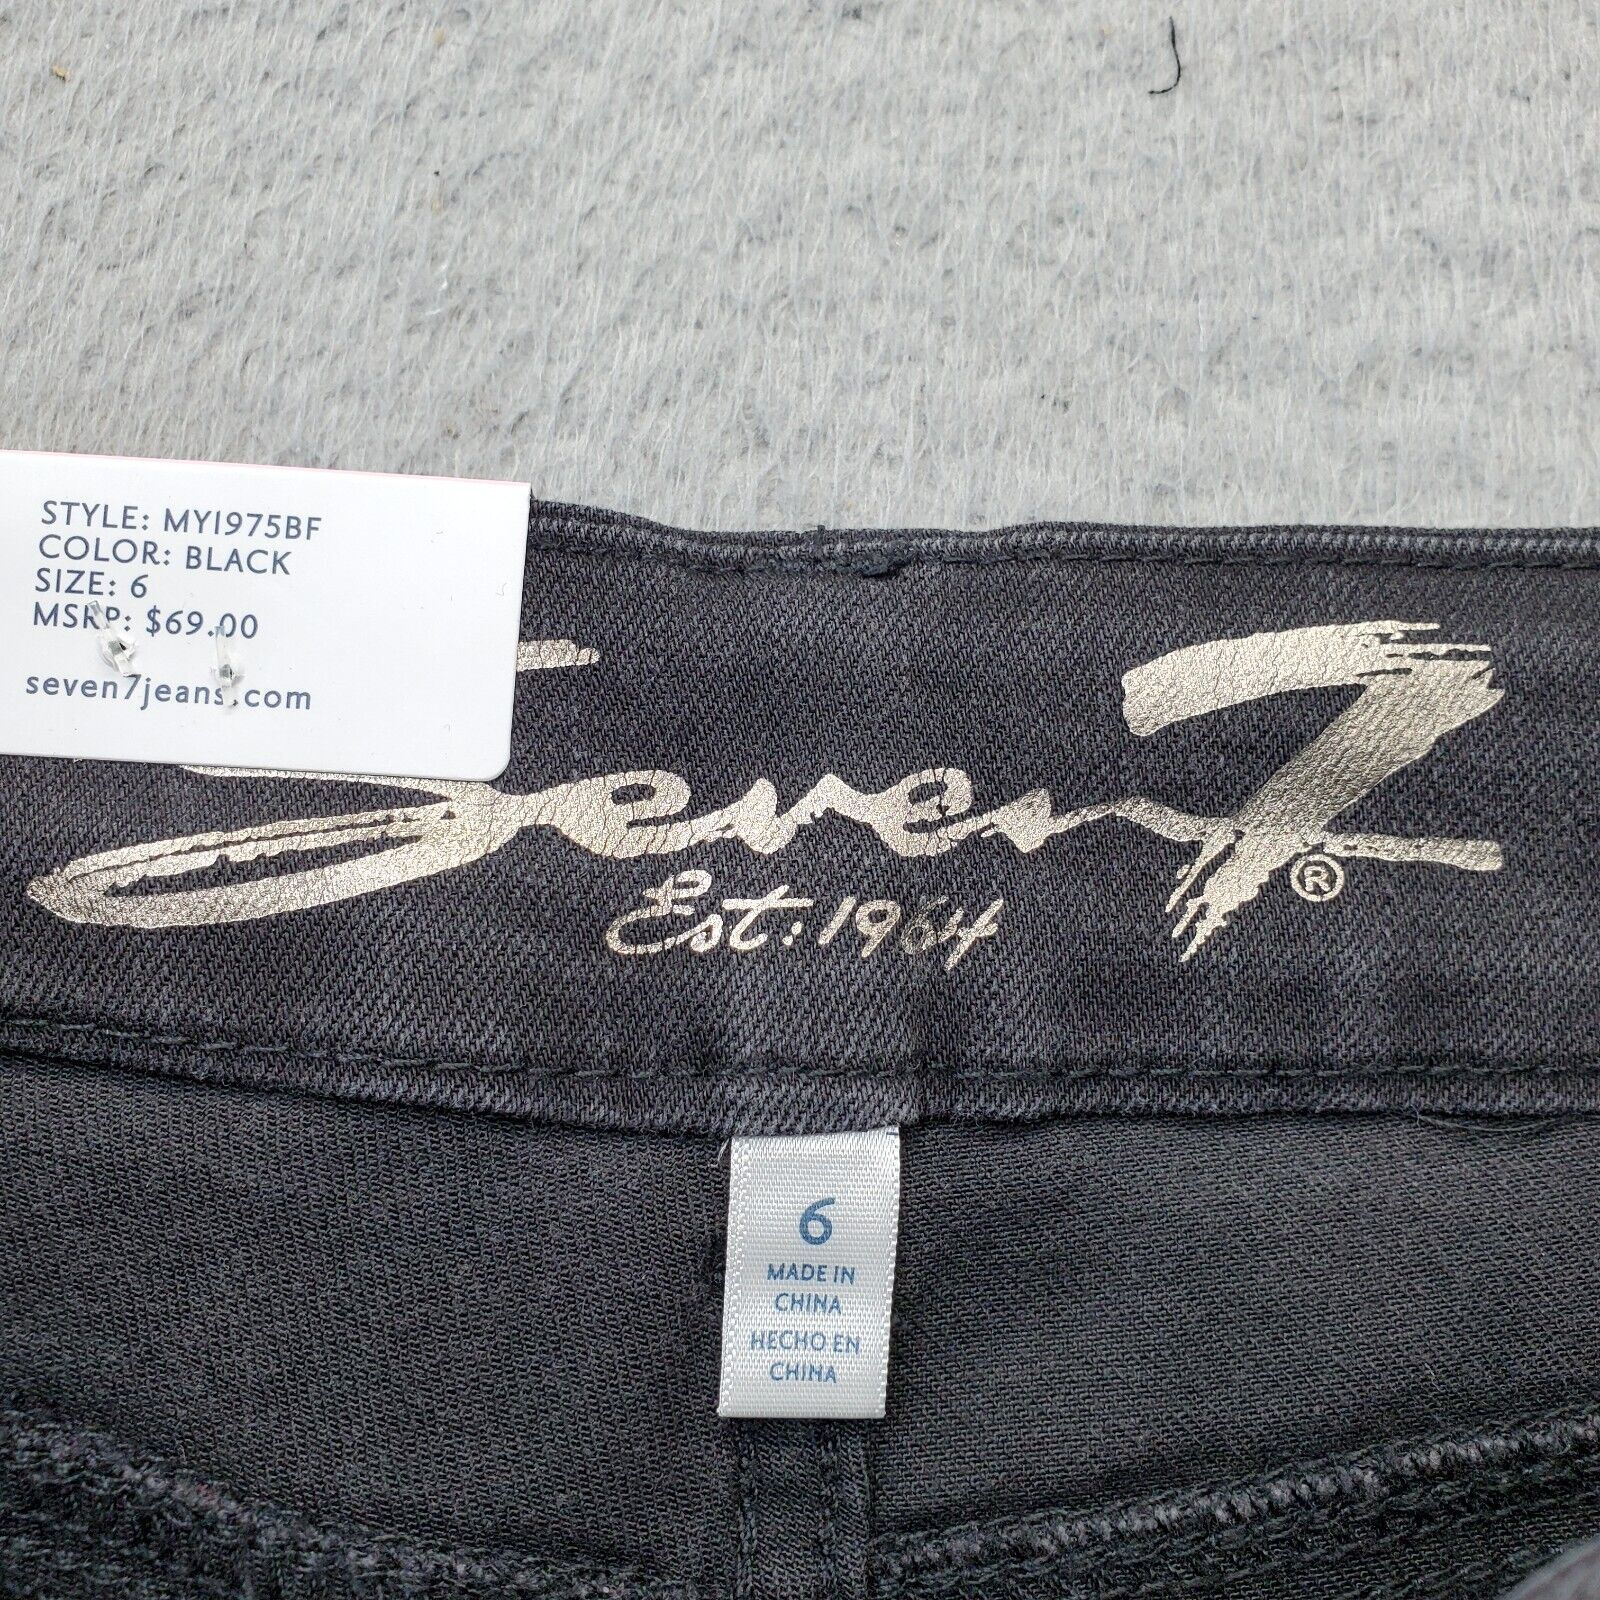 STYLE: MY1975BF
COLOR: BLACK
SIZE: 6
MSRP: $69.00
seven7jeans.com
Seven7®
Est: 1964
6
MADE IN
CHINA
HECHO EN
CHINA